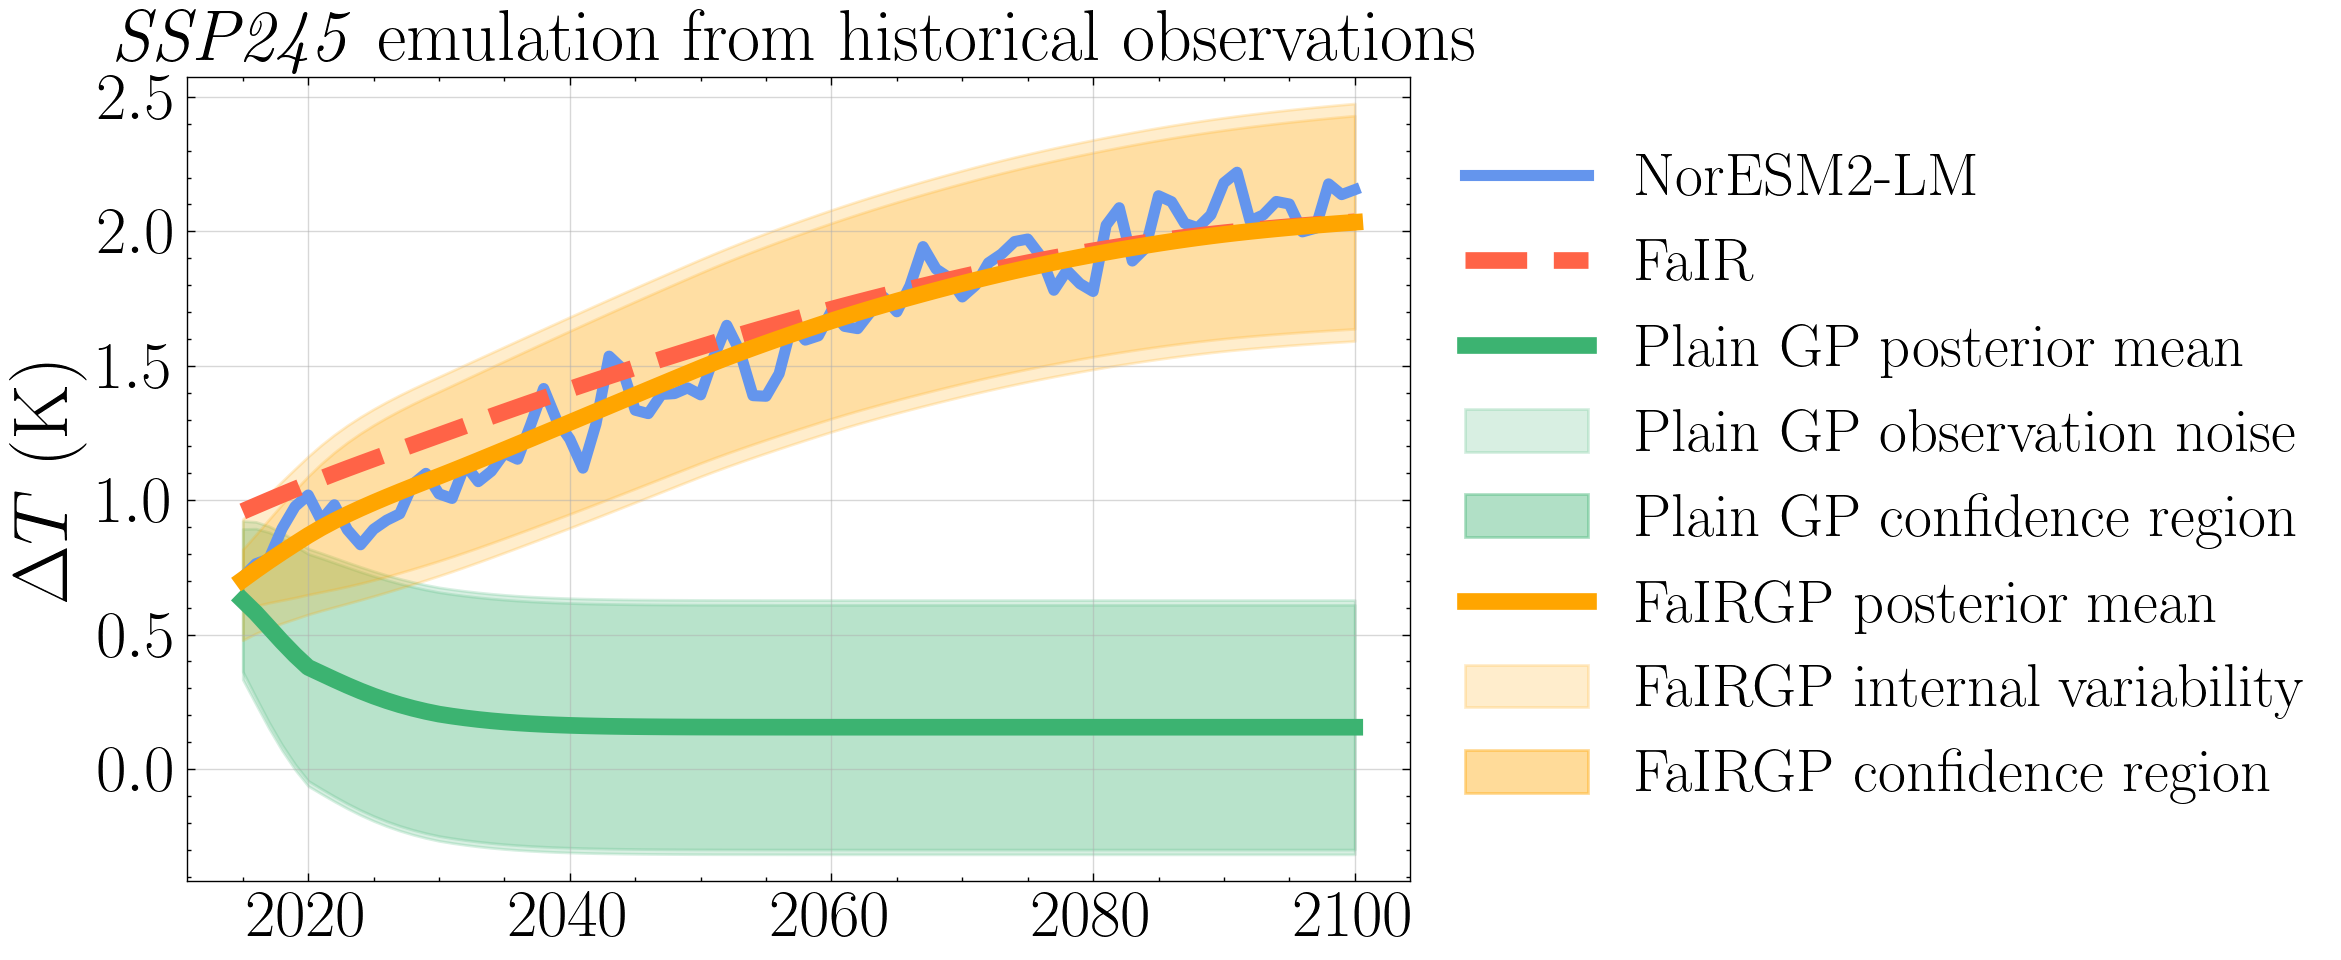 SSP245 emulation from historical observations
ΔT (K)
2.5
2.0
1.5
1.0
0.5
0.0
2020 2040 2060 2080 2100
NorESM2-LM
FaIR
Plain GP posterior mean
Plain GP observation noise
Plain GP confidence region
FaIRGP posterior mean
FaIRGP internal variability
FaIRGP confidence region